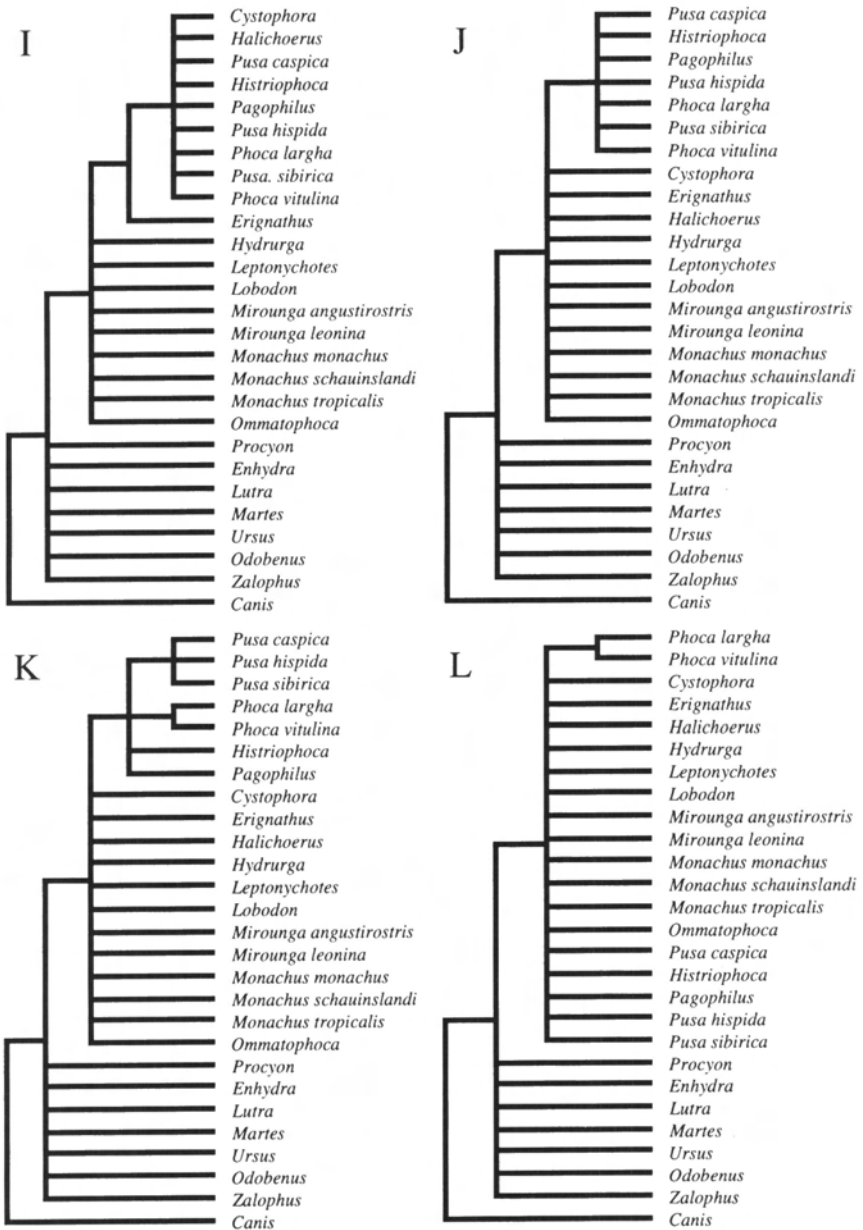 I
Cystophora
Halichoerus
Pusa caspica
Histriophoca
Pagophilus
Pusa hispida
Phoca largha
Pusa. sibirica
Phoca vitulina
Erignathus
Hydrurga
Leptonychotes
Lobodon
Mirounga angustirostris
Mirounga leonina
Monachus monachus
Monachus schauinslandi
Monachus tropicalis
Ommatophoca
Procyon
Enhydra
Lutra
Martes
Ursus
Odobenus
Zalophus
Canis
J
Pusa caspica
Histriophoca
Pagophilus
Pusa hispida
Phoca largha
Pusa sibirica
Phoca vitulina
Cystophora
Erignathus
Halichoerus
Hydrurga
Leptonychotes
Lobodon
Mirounga angustirostris
Mirounga leonina
Monachus monachus
Monachus schauinslandi
Monachus tropicalis
Ommatophoca
Procyon
Enhydra
Lutra
Martes
Ursus
Odobenus
Zalophus
Canis
K
Pusa caspica
Pusa hispida
Pusa sibirica
Phoca largha
Phoca vitulina
Histriophoca
Pagophilus
Cystophora
Erignathus
Halichoerus
Hydrurga
Leptonychotes
Lobodon
Mirounga angustirostris
Mirounga leonina
Monachus monachus
Monachus schauinslandi
Monachus tropicalis
Ommatophoca
Procyon
Enhydra
Lutra
Martes
Ursus
Odobenus
Zalophus
Canis
L
Phoca largha
Phoca vitulina
Cystophora
Erignathus
Halichoerus
Hydrurga
Leptonychotes
Lobodon
Mirounga angustirostris
Mirounga leonina
Monachus monachus
Monachus schauinslandi
Monachus tropicalis
Ommatophoca
Pusa caspica
Histriophoca
Pagophilus
Pusa hispida
Pusa sibirica
Procyon
Enhydra
Lutra
Martes
Ursus
Odobenus
Zalophus
Canis